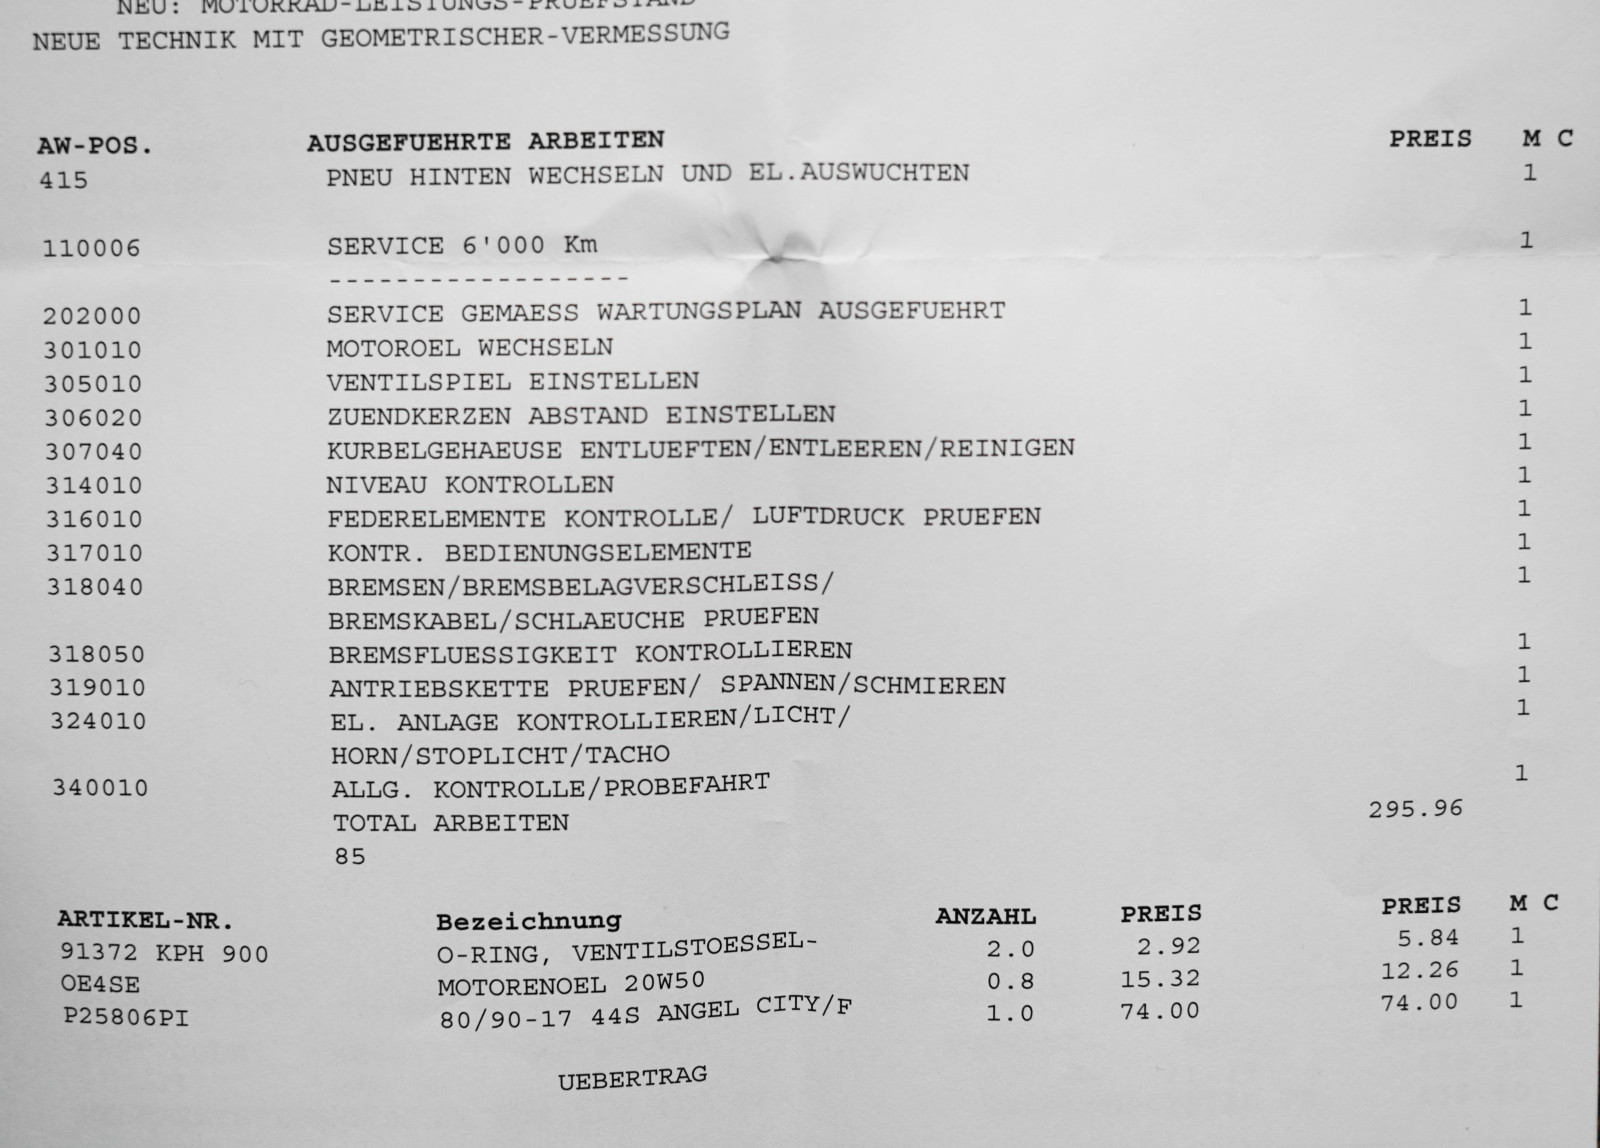 NEU: MOTORRAD-LEISTUNGS-PRUEFSTAND
NEUE TECHNIK MIT GEOMETRISCHER-VERMESSUNG
AW-POS. AUSGEFUEHRTE ARBEITEN PREIS M C
415 PNEU HINTEN WECHSELN UND EL.AUSWUCHTEN 1
110006 SERVICE 6'000 Km 1
------------------
202000 SERVICE GEMAESS WARTUNGSPLAN AUSGEFUEHRT 1
301010 MOTOROEL WECHSELN 1
305010 VENTILSPIEL EINSTELLEN 1
306020 ZUENDKERZEN ABSTAND EINSTELLEN 1
307040 KURBELGEHAEUSE ENTLUEFTEN/ENTLEEREN/REINIGEN 1
314010 NIVEAU KONTROLLEN 1
316010 FEDERELEMENTE KONTROLLE/ LUFTDRUCK PRUEFEN 1
317010 KONTR. BEDIENUNGSELEMENTE 1
318040 BREMSEN/BREMSBELAGVERSCHLEISS/ 1
BREMSKABEL/SCHLAEUCHE PRUEFEN
318050 BREMSFLUESSIGKEIT KONTROLLIEREN 1
319010 ANTRIEBSKETTE PRUEFEN/ SPANNEN/SCHMIEREN 1
324010 EL. ANLAGE KONTROLLIEREN/LICHT/ 1
HORN/STOPLICHT/TACHO
340010 ALLG. KONTROLLE/PROBEFAHRT 1
TOTAL ARBEITEN 295.96
85
ARTIKEL-NR. Bezeichnung ANZAHL PREIS PREIS M C
91372 KPH 900 O-RING, VENTILSTOESSEL- 2.0 2.92 5.84 1
OE4SE MOTORENOEL 20W50 0.8 15.32 12.26 1
P25806PI 80/90-17 44S ANGEL CITY/F 1.0 74.00 74.00 1
UEBERTRAG